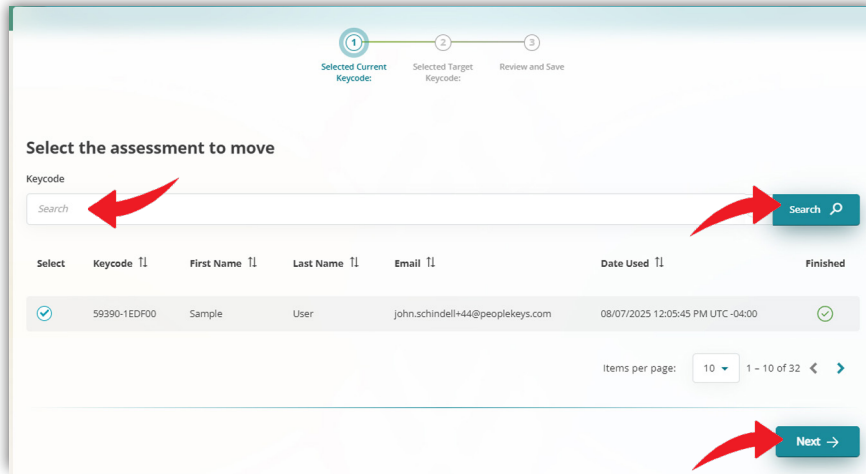 1 2 3
Selected Current Keycode:
Selected Target Keycode:
Review and Save
Select the assessment to move
Keycode
Search
Search
Select Keycode First Name Last Name Email Date Used Finished
59390-1EDF00 Sample User john.schindell+44@peoplekeys.com 08/07/2025 12:05:45 PM UTC -04:00
Items per page: 10 1 – 10 of 32
Next